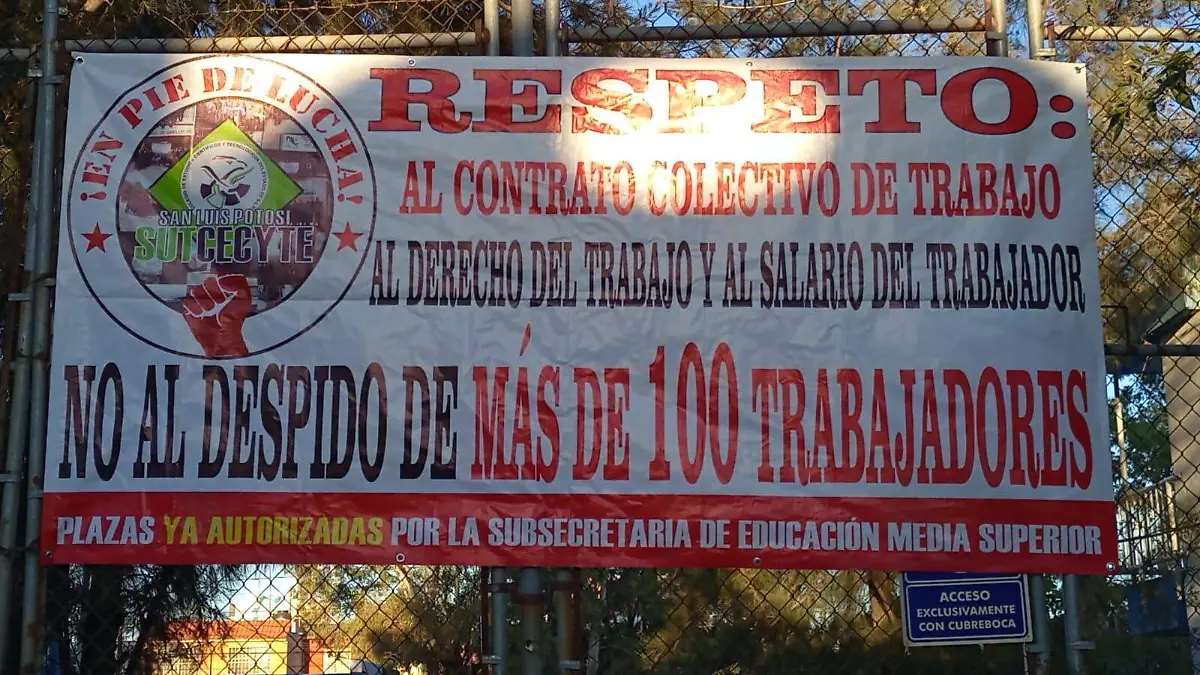 ¡EN PIE DE LUCHA!
SAN LUIS POTOSI
SUTCECYTE
RESPETO:
AL CONTRATO COLECTIVO DE TRABAJO
AL DERECHO DEL TRABAJO Y AL SALARIO DEL TRABAJADOR
NO AL DESPIDO DE MÁS DE 100 TRABAJADORES
PLAZAS YA AUTORIZADAS POR LA SUBSECRETARIA DE EDUCACIÓN MEDIA SUPERIOR
ACCESO
EXCLUSIVAMENTE
CON CUBREBOCA